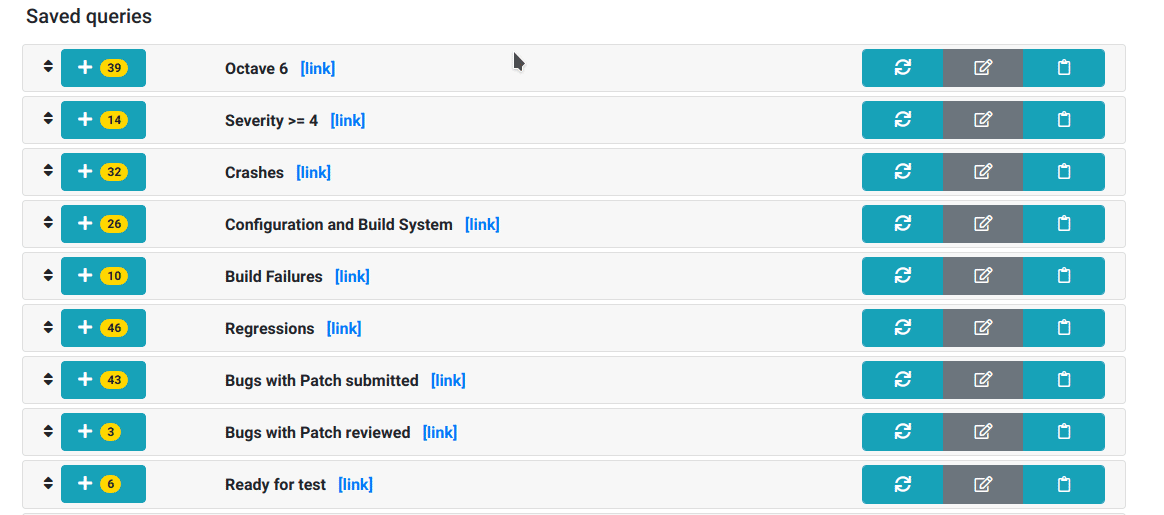 Saved queries
39 Octave 6 [link]
14 Severity >= 4 [link]
32 Crashes [link]
26 Configuration and Build System [link]
10 Build Failures [link]
46 Regressions [link]
43 Bugs with Patch submitted [link]
3 Bugs with Patch reviewed [link]
6 Ready for test [link]